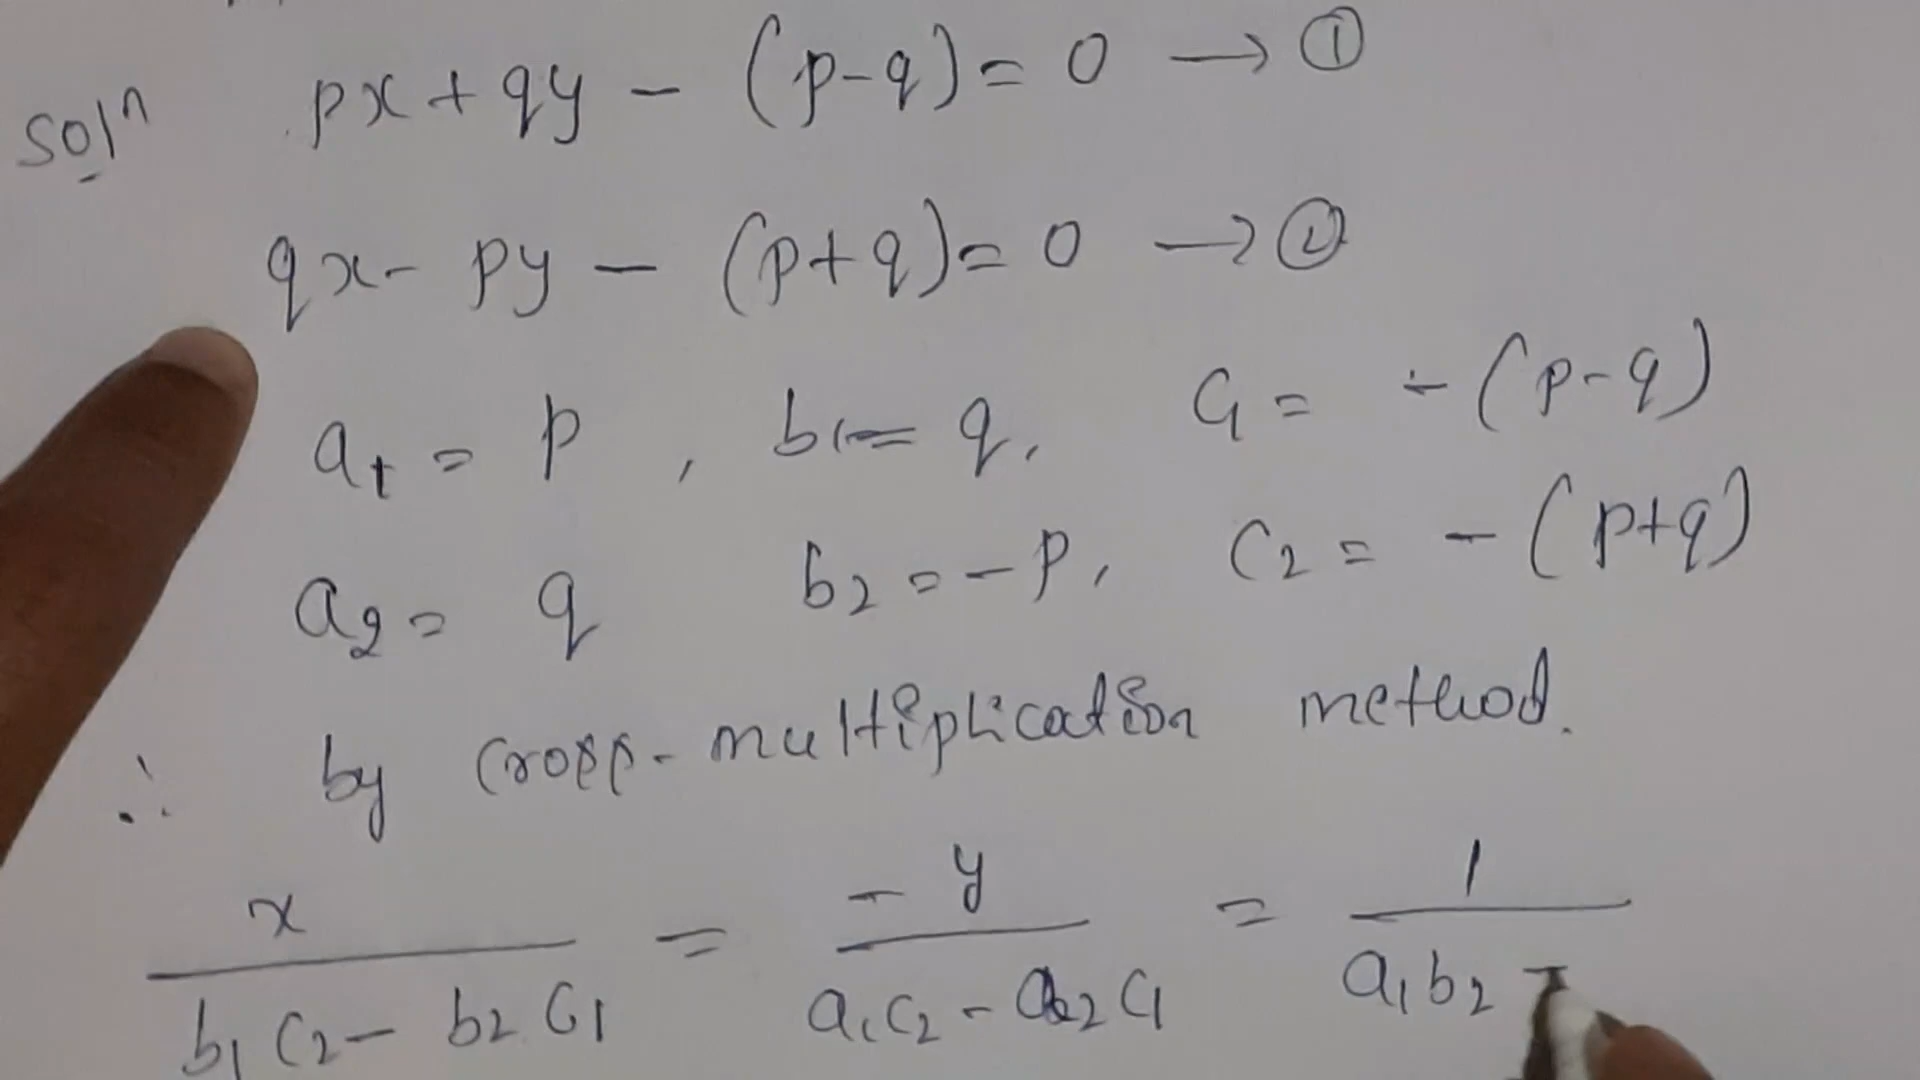 Solⁿ px + qy - (p-q) = 0 → ①
qx - py - (p+q) = 0 → ②
a₁ = p , b₁ = q, C₁ = -(p-q)
a₂ = q b₂ = -p, C₂ = -(p+q)
∴ by cross-multiplication method.
x/(b₁C₂ - b₂C₁) = -y/(a₁C₂ - a₂C₁) = 1/(a₁b₂ -